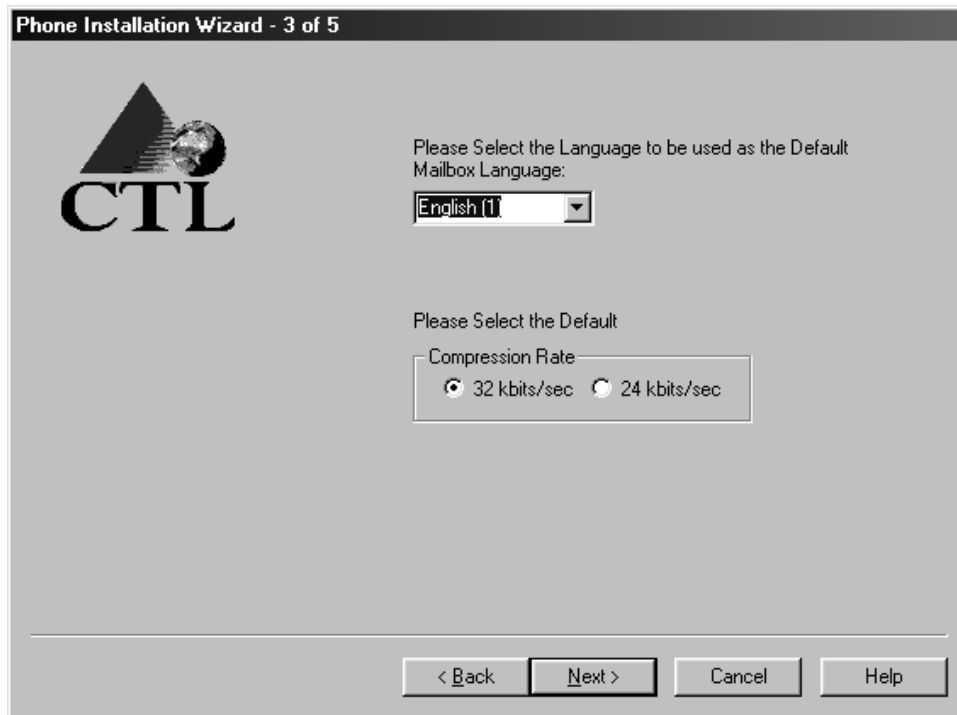 Phone Installation Wizard - 3 of 5
CTL
Please Select the Language to be used as the Default
Mailbox Language:
English (1)
Please Select the Default
Compression Rate
32 kbits/sec 24 kbits/sec
< Back Next > Cancel Help